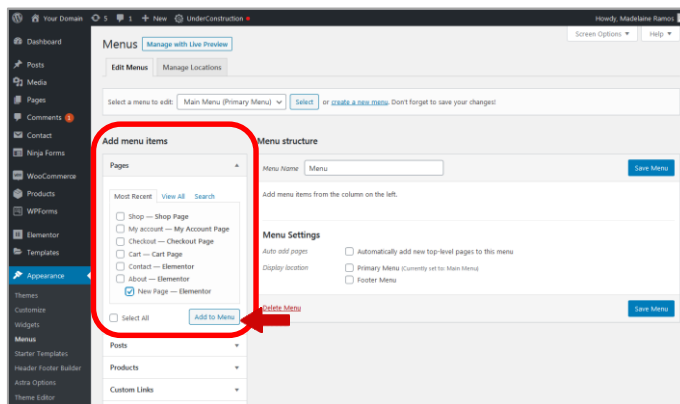 Your Domain 5 1 + New UnderConstruction
Howdy, Madelaine Ramos
Screen Options ▼ Help ▼
Dashboard
Posts
Media
Pages
Comments 1
Contact
Ninja Forms
WooCommerce
Products
WPForms
Elementor
Templates
Appearance
Themes
Customize
Widgets
Menus
Starter Templates
Header Footer Builder
Astra Options
Theme Editor
Menus Manage with Live Preview
Edit Menus Manage Locations
Select a menu to edit: Main Menu (Primary Menu) Select or create a new menu. Don't forget to save your changes!
Add menu items
Pages
Most Recent View All Search
Shop — Shop Page
My account — My Account Page
Checkout — Checkout Page
Cart — Cart Page
Contact — Elementor
About — Elementor
New Page — Elementor
Select All Add to Menu
Posts
Products
Custom Links
Menu structure
Menu Name Menu Save Menu
Add menu items from the column on the left.
Menu Settings
Auto add pages Automatically add new top-level pages to this menu
Display location Primary Menu (Currently set to: Main Menu)
Footer Menu
Delete Menu Save Menu